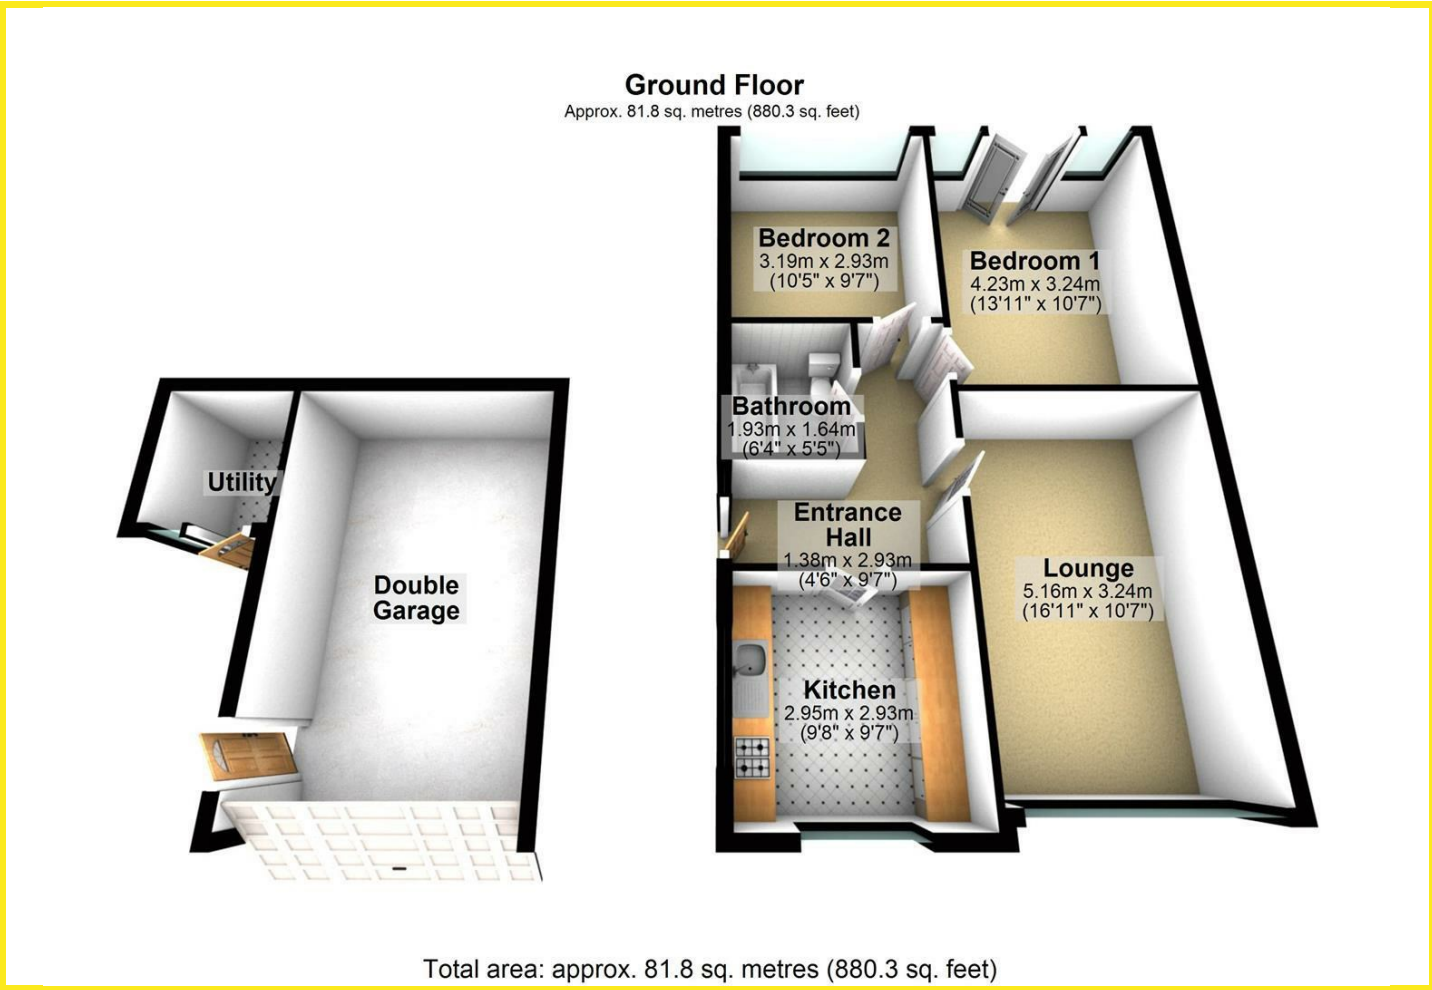 Ground Floor
Approx. 81.8 sq. metres (880.3 sq. feet)
Bedroom 2
3.19m x 2.93m
(10'5" x 9'7")
Bedroom 1
4.23m x 3.24m
(13'11" x 10'7")
Bathroom
1.93m x 1.64m
(6'4" x 5'5")
Utility
Entrance
Hall
1.38m x 2.93m
(4'6" x 9'7")
Double
Garage
Lounge
5.16m x 3.24m
(16'11" x 10'7")
Kitchen
2.95m x 2.93m
(9'8" x 9'7")
Total area: approx. 81.8 sq. metres (880.3 sq. feet)